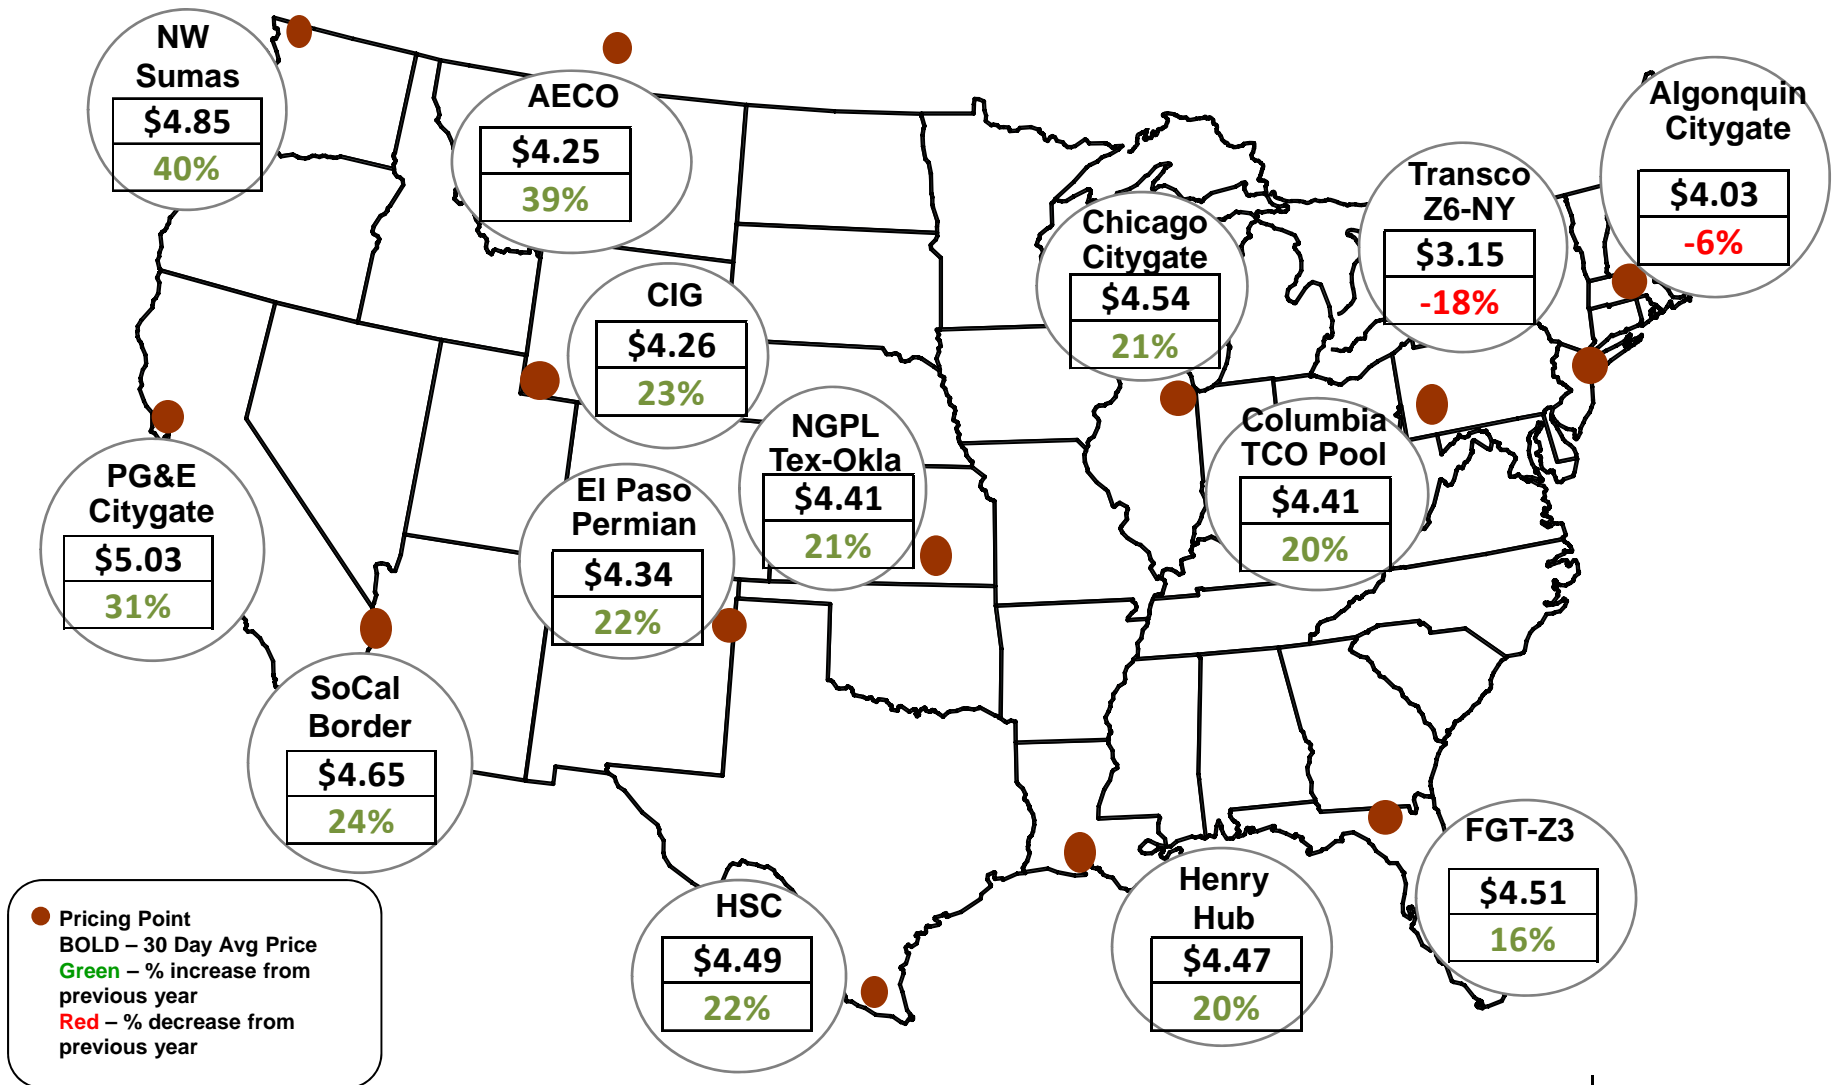 NW
Sumas
$4.85
40%
AECO
$4.25
39%
Algonquin
Citygate
$4.03
-6%
Transco
Z6-NY
$3.15
-18%
Chicago
Citygate
$4.54
21%
CIG
$4.26
23%
NGPL
Tex-Okla
$4.41
21%
Columbia
TCO Pool
$4.41
20%
PG&E
Citygate
$5.03
31%
El Paso
Permian
$4.34
22%
SoCal
Border
$4.65
24%
HSC
$4.49
22%
Henry
Hub
$4.47
20%
FGT-Z3
$4.51
16%
Pricing Point
BOLD – 30 Day Avg Price
Green – % increase from
previous year
Red – % decrease from
previous year